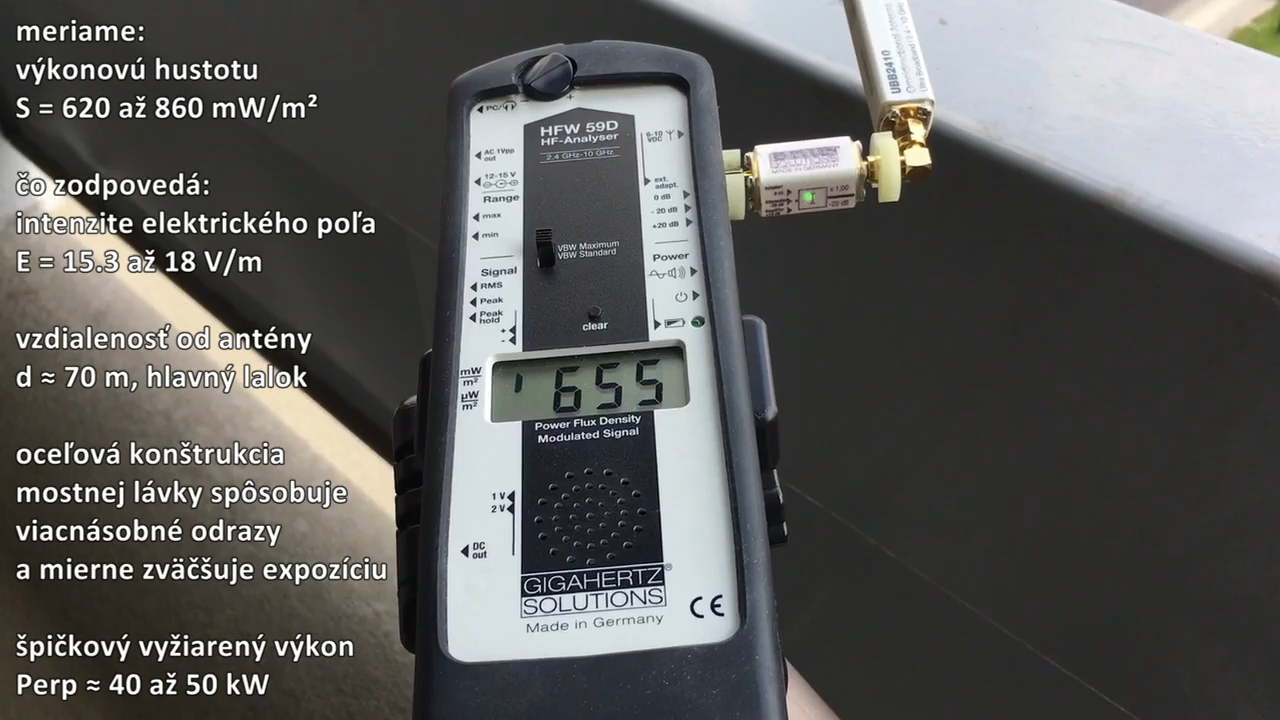 meriame:
výkonovú hustotu
S = 620 až 860 mW/m²
čo zodpovedá:
intenzite elektrického poľa
E = 15.3 až 18 V/m
vzdialenosť od antény
d ≈ 70 m, hlavný lalok
oceľová konštrukcia
mostnej lávky spôsobuje
viacnásobné odrazy
a mierne zväčšuje expozíciu
špičkový vyžiarený výkon
Perp ≈ 40 až 50 kW
PC/
HFW 59D
HF-Analyser
2.4 GHz-10 GHz
AC 1Vpp
out
12-15 V
Range
max
min
Signal
RMS
Peak
Peak
hold
6-10
VDC
ext.
adapt.
0 dB
- 20 dB
+20 dB
Power
VBW Maximum
VBW Standard
clear
mW
m²
µW
m²
655
Power Flux Density
Modulated Signal
1 V
2 V
DC
out
GIGAHERTZ
SOLUTIONS®
Made in Germany
CE
UBB2410
SOLUTIONS
MADE IN GERMANY
x 1,00
-20 dB